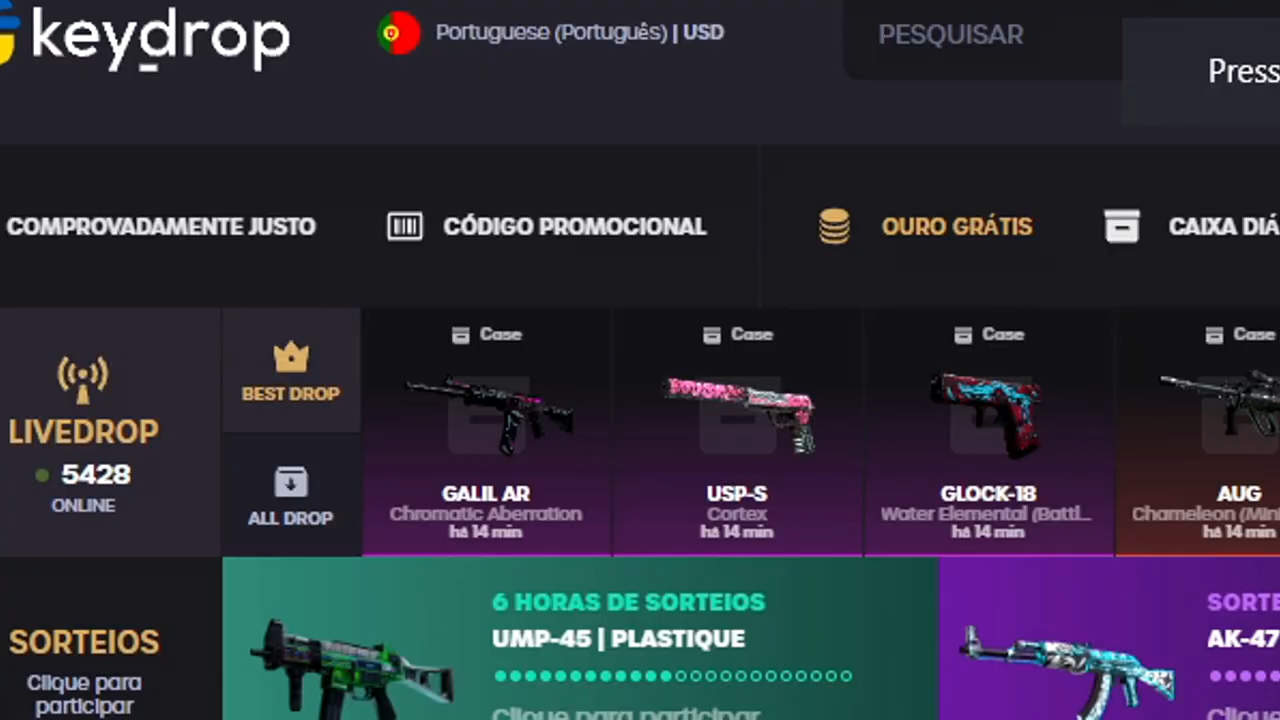 keydrop
Portuguese (Português) | USD
PESQUISAR
Press
COMPROVADAMENTE JUSTO
CÓDIGO PROMOCIONAL
OURO GRÁTIS
CAIXA DIÁ
LIVEDROP
5428
ONLINE
BEST DROP
ALL DROP
Case
GALIL AR
Chromatic Aberration
há 14 min
Case
USP-S
Cortex
há 14 min
Case
GLOCK-18
Water Elemental (Battl...
há 14 min
Case
AUG
Chameleon (Mini
há 14 min
SORTEIOS
Clique para
participar
6 HORAS DE SORTEIOS
UMP-45 | PLASTIQUE
Clique para participar
SORTE
AK-47